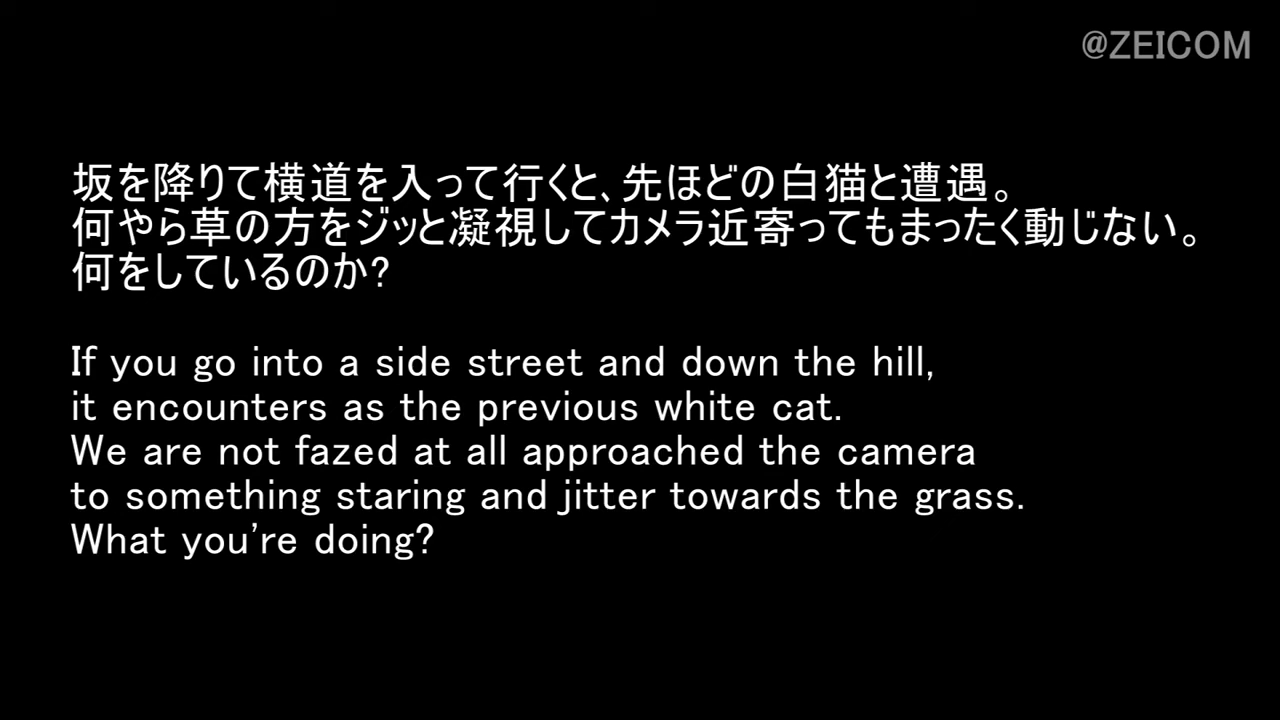 @ZEICOM
坂を降りて横道を入って行くと、先ほどの白猫と遭遇。
何やら草の方をジッと凝視してカメラ近寄ってもまったく動じない。
何をしているのか?
If you go into a side street and down the hill,
it encounters as the previous white cat.
We are not fazed at all approached the camera
to something staring and jitter towards the grass.
What you're doing?